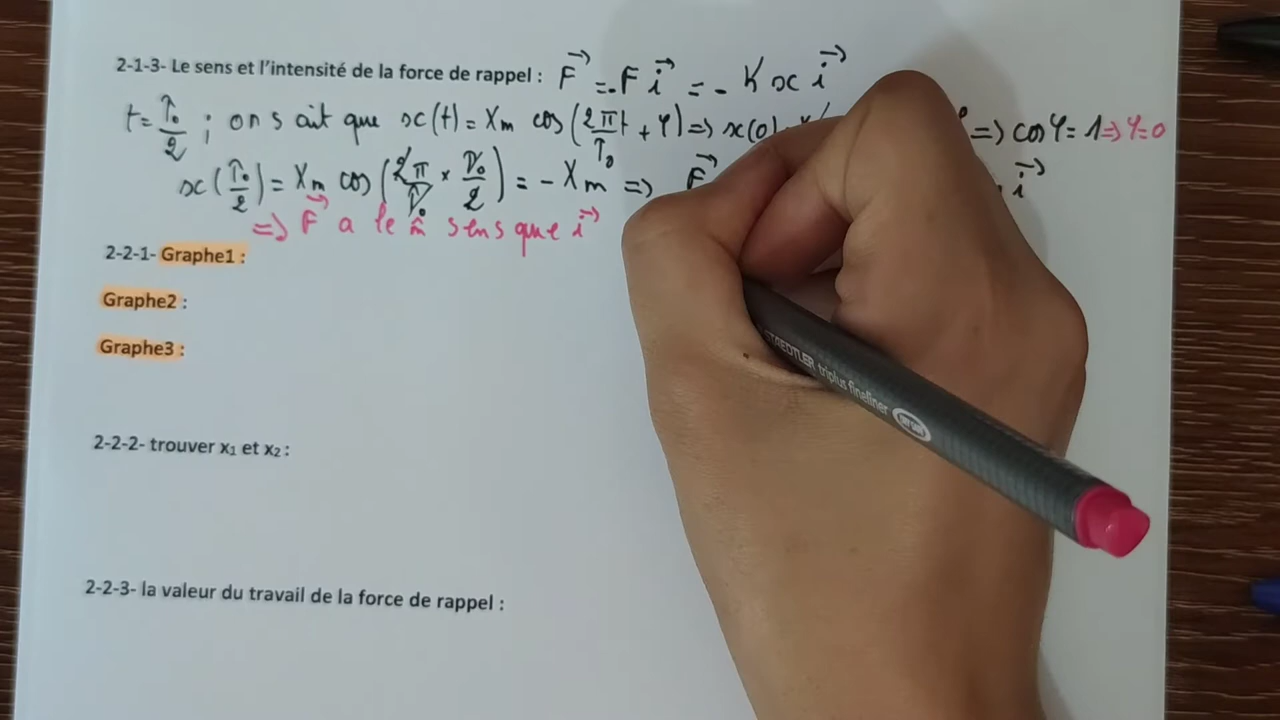 2-1-3- Le sens et l'intensité de la force de rappel : F⃗ = -F i⃗ = - K x i⃗
t = T₀/2 ; on sait que x(t) = Xm cos(2π/T₀ t + φ) => x(0) => cos φ = 1 => φ = 0
x(T₀/2) = Xm cos(2π/T₀ × T₀/2) = - Xm => F⃗ i⃗
=> F⃗ a le m̂ sens que i⃗
2-2-1- Graphe1 :
Graphe2 :
Graphe3 :
2-2-2- trouver x₁ et x₂ :
2-2-3- la valeur du travail de la force de rappel :
STAEDTLER triplus fineliner